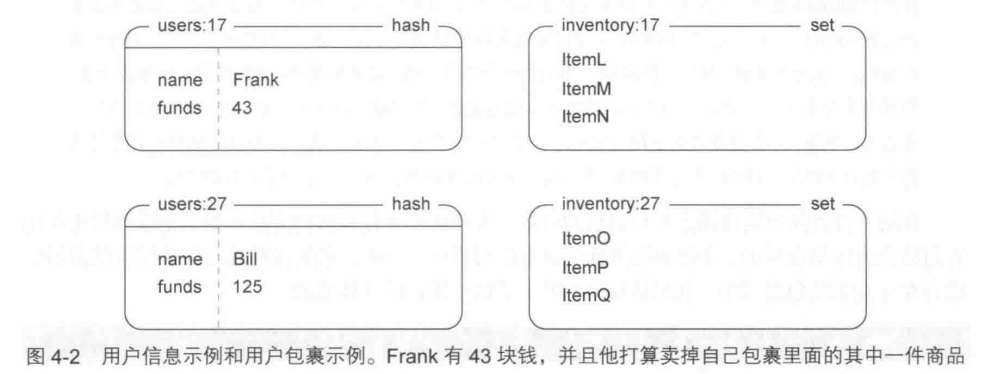 users:17 hash
name Frank
funds 43
inventory:17 set
ItemL
ItemM
ItemN
users:27 hash
name Bill
funds 125
inventory:27 set
ItemO
ItemP
ItemQ
图 4-2 用户信息示例和用户包裹示例。Frank 有 43 块钱，并且他打算卖掉自己包裹里面的其中一件商品